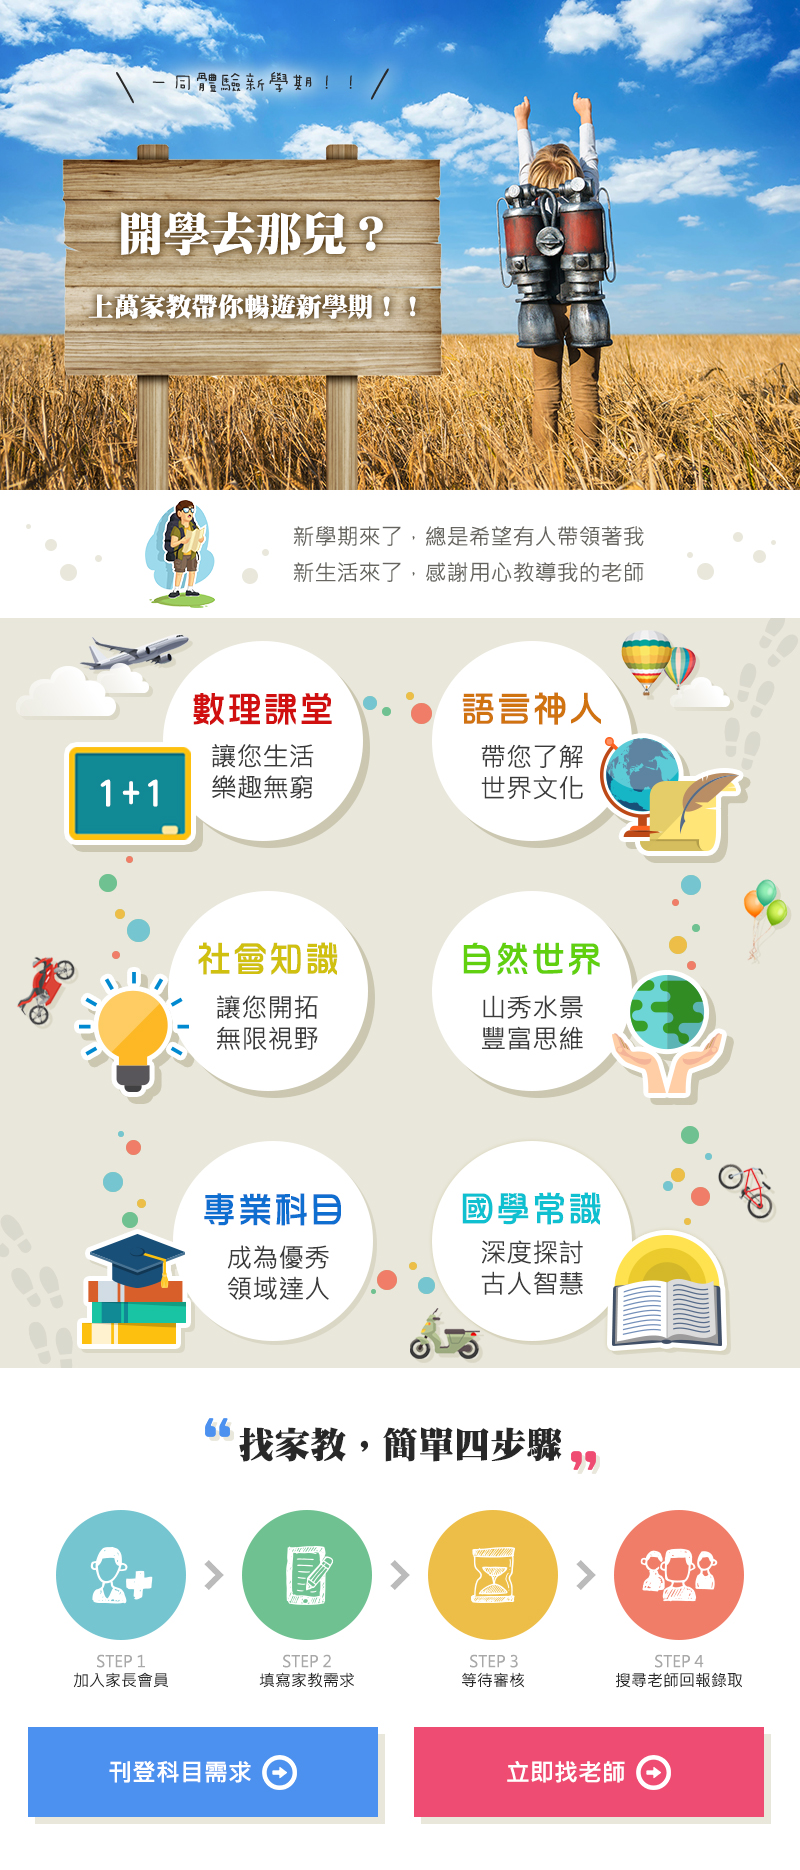 一同體驗新學期！！
開學去那兒？
上萬家教帶你暢遊新學期！！
新學期來了，總是希望有人帶領著我
新生活來了，感謝用心教導我的老師
數理課堂
讓您生活
樂趣無窮
1+1
語言神人
帶您了解
世界文化
社會知識
讓您開拓
無限視野
自然世界
山秀水景
豐富思維
專業科目
成為優秀
領域達人
國學常識
深度探討
古人智慧
❝找家教，簡單四步驟❞
STEP 1
加入家長會員
STEP 2
填寫家教需求
STEP 3
等待審核
STEP 4
搜尋老師回報錄取
刊登科目需求
立即找老師